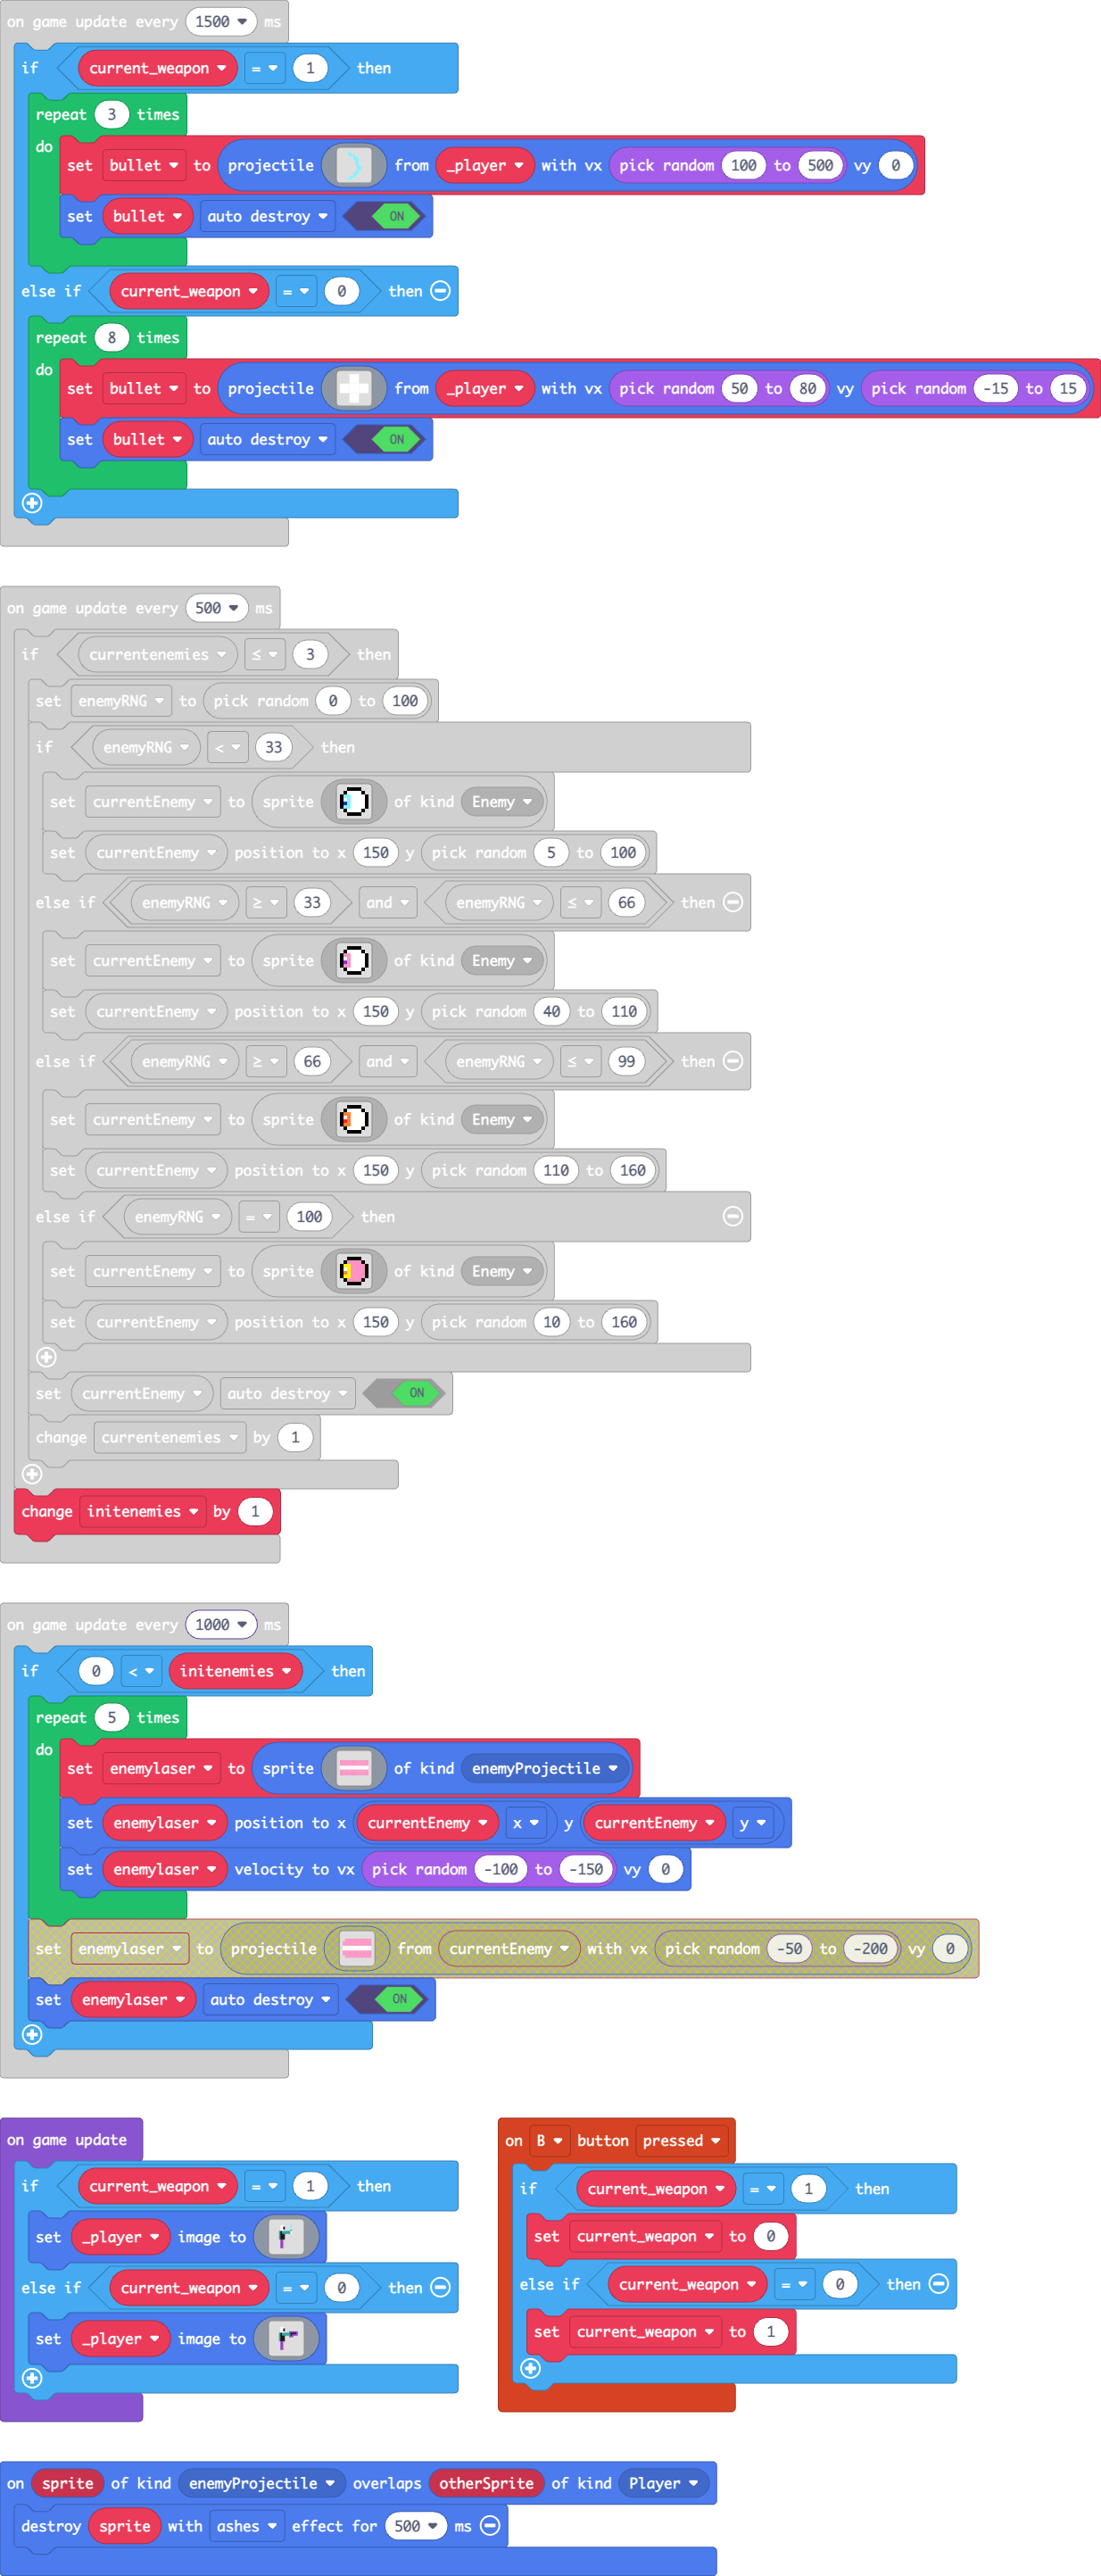 on game update every 1500 ms
if current_weapon = 1 then
repeat 3 times
do
set bullet to projectile from _player with vx pick random 100 to 500 vy 0
set bullet auto destroy ON
else if current_weapon = 0 then
repeat 8 times
do
set bullet to projectile from _player with vx pick random 50 to 80 vy pick random -15 to 15
set bullet auto destroy ON
on game update every 500 ms
if currentenemies ≤ 3 then
set enemyRNG to pick random 0 to 100
if enemyRNG < 33 then
set currentEnemy to sprite of kind Enemy
set currentEnemy position to x 150 y pick random 5 to 100
else if enemyRNG ≥ 33 and enemyRNG ≤ 66 then
set currentEnemy to sprite of kind Enemy
set currentEnemy position to x 150 y pick random 40 to 110
else if enemyRNG ≥ 66 and enemyRNG ≤ 99 then
set currentEnemy to sprite of kind Enemy
set currentEnemy position to x 150 y pick random 110 to 160
else if enemyRNG = 100 then
set currentEnemy to sprite of kind Enemy
set currentEnemy position to x 150 y pick random 10 to 160
set currentEnemy auto destroy ON
change currentenemies by 1
change initenemies by 1
on game update every 1000 ms
if 0 < initenemies then
repeat 5 times
do
set enemylaser to sprite of kind enemyProjectile
set enemylaser position to x currentEnemy x y currentEnemy y
set enemylaser velocity to vx pick random -100 to -150 vy 0
set enemylaser to projectile from currentEnemy with vx pick random -50 to -200 vy 0
set enemylaser auto destroy ON
on game update
if current_weapon = 1 then
set _player image to
else if current_weapon = 0 then
set _player image to
on B button pressed
if current_weapon = 1 then
set current_weapon to 0
else if current_weapon = 0 then
set current_weapon to 1
on sprite of kind enemyProjectile overlaps otherSprite of kind Player
destroy sprite with ashes effect for 500 ms